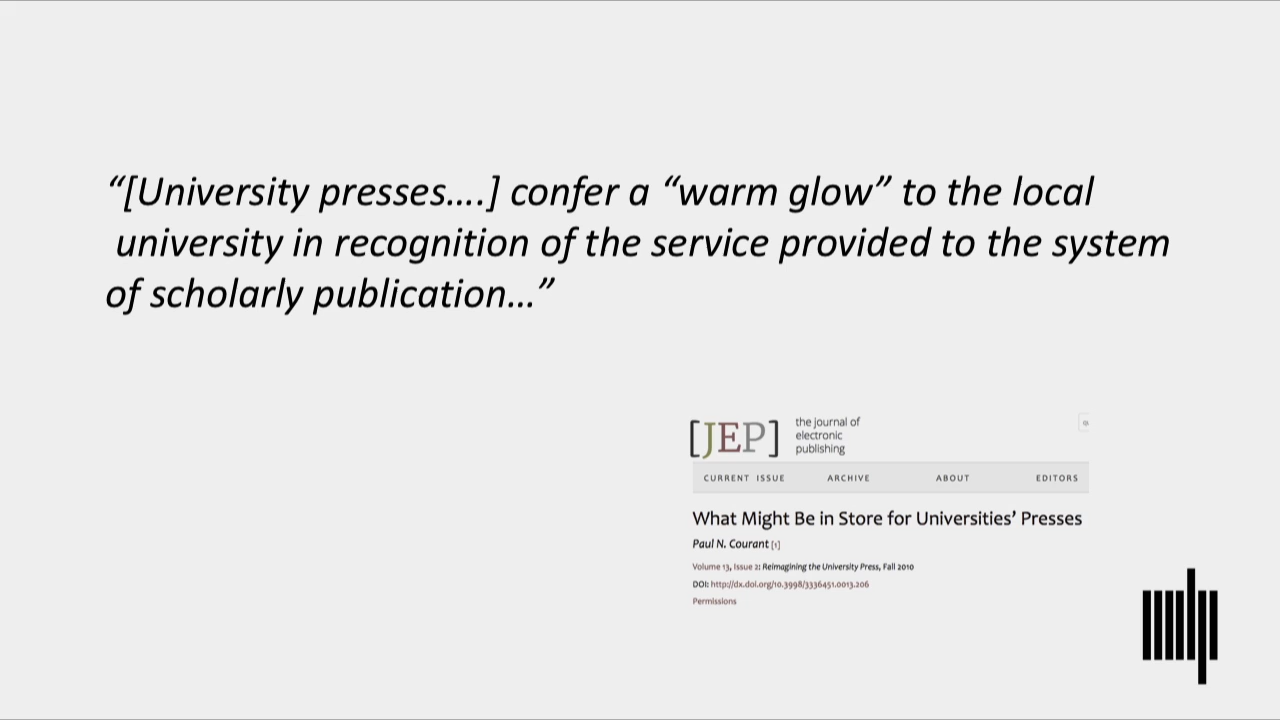 “[University presses….] confer a “warm glow” to the local
university in recognition of the service provided to the system
of scholarly publication…”
[JEP]
the journal of
electronic
publishing
CURRENT ISSUE ARCHIVE ABOUT EDITORS
What Might Be in Store for Universities’ Presses
Paul N. Courant [1]
Volume 13, Issue 2: Reimagining the University Press, Fall 2010
DOI: http://dx.doi.org/10.3998/3336451.0013.206
Permissions